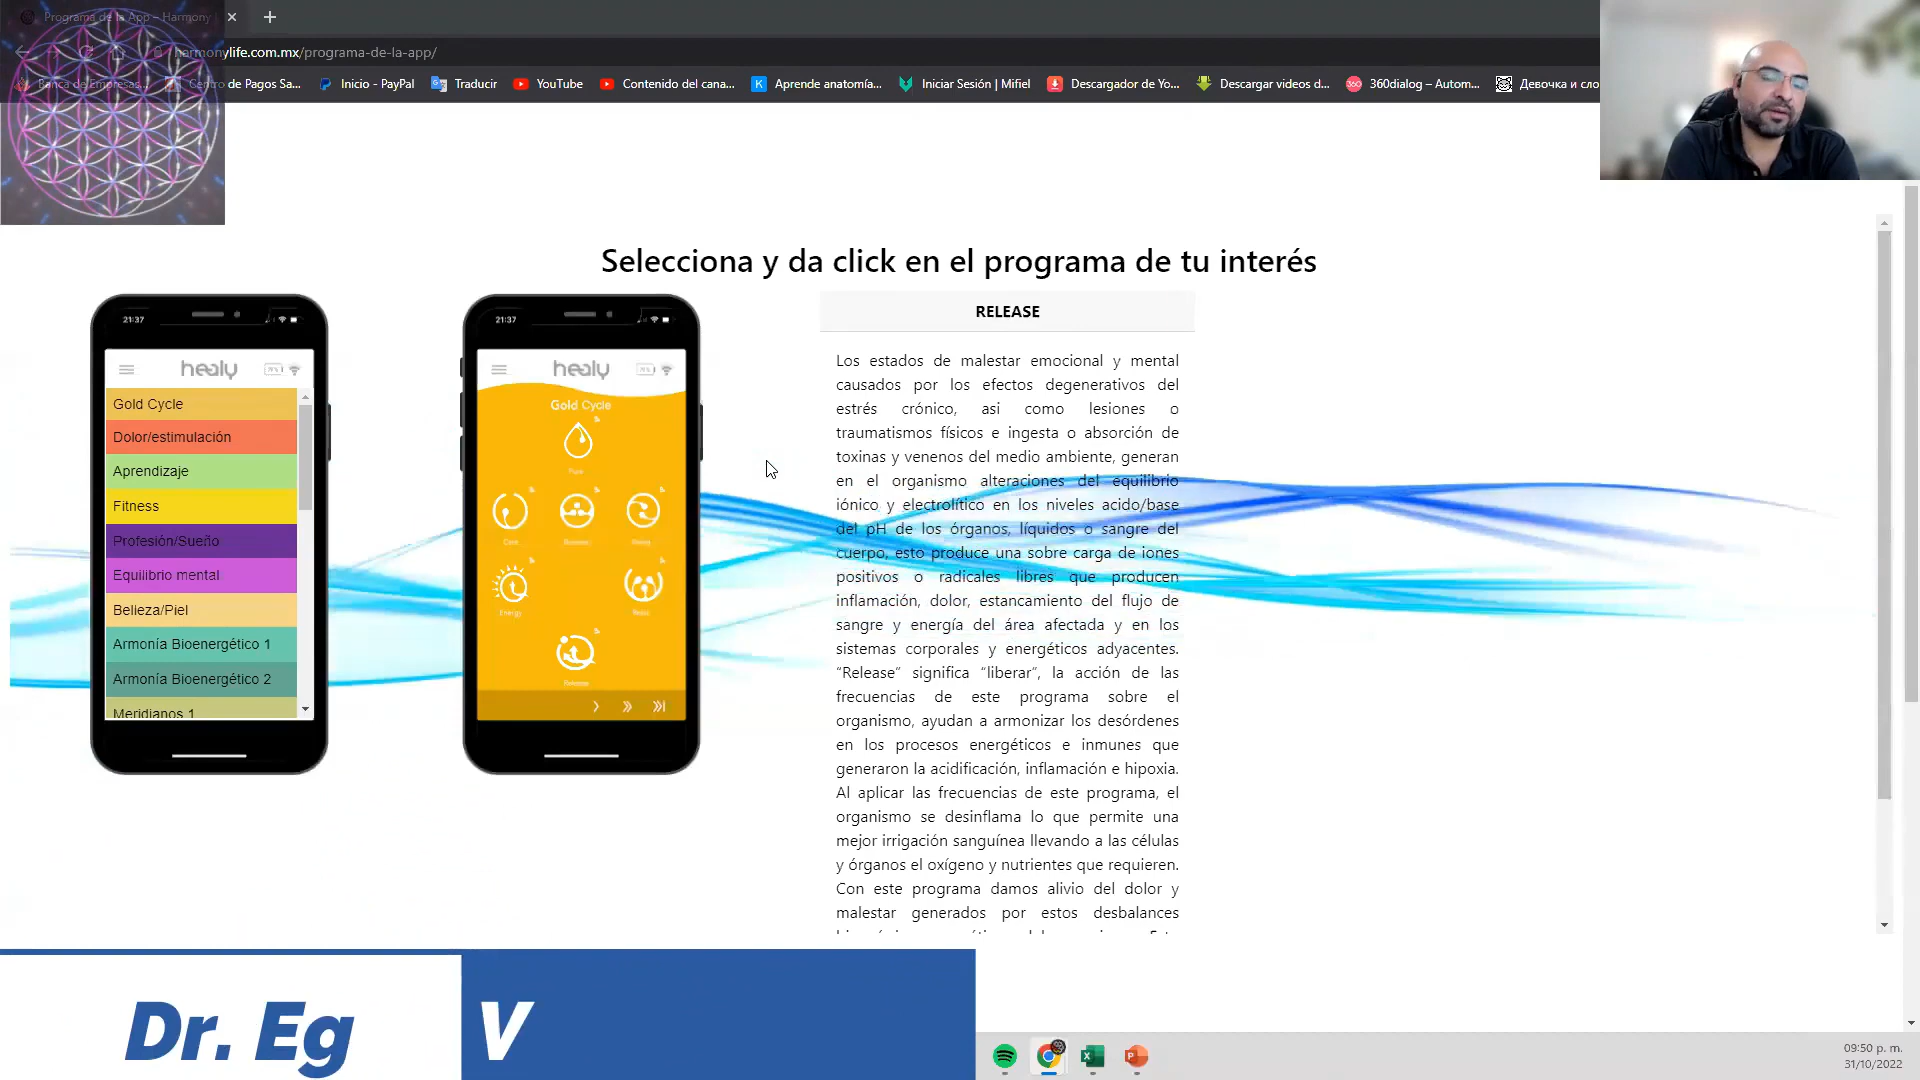 Programa de la App – Harmony
harmonylife.com.mx/programa-de-la-app/
Banca de Empresas...
Centro de Pagos Sa...
Inicio - PayPal
Traducir
YouTube
Contenido del cana...
Aprende anatomía...
Iniciar Sesión | Mifiel
Descargador de Yo...
Descargar videos d...
360dialog – Autom...
Девочка и сло
Selecciona y da click en el programa de tu interés
21:37
healy
Gold Cycle
Dolor/estimulación
Aprendizaje
Fitness
Profesión/Sueño
Equilibrio mental
Belleza/Piel
Armonía Bioenergético 1
Armonía Bioenergético 2
Meridianos 1
21:37
healy
Gold Cycle
Pure
Care
Energy
Relax
Release
RELEASE
Los estados de malestar emocional y mental
causados por los efectos degenerativos del
estrés crónico, asi como lesiones o
traumatismos físicos e ingesta o absorción de
toxinas y venenos del medio ambiente, generan
en el organismo alteraciones del equilibrio
iónico y electrolítico en los niveles acido/base
del pH de los órganos, líquidos o sangre del
cuerpo, esto produce una sobre carga de iones
positivos o radicales libres que producen
inflamación, dolor, estancamiento del flujo de
sangre y energía del área afectada y en los
sistemas corporales y energéticos adyacentes.
“Release” significa “liberar”, la acción de las
frecuencias de este programa sobre el
organismo, ayudan a armonizar los desórdenes
en los procesos energéticos e inmunes que
generaron la acidificación, inflamación e hipoxia.
Al aplicar las frecuencias de este programa, el
organismo se desinflama lo que permite una
mejor irrigación sanguínea llevando a las células
y órganos el oxígeno y nutrientes que requieren.
Con este programa damos alivio del dolor y
malestar generados por estos desbalances
Dr. Eg
V
09:50 p. m.
31/10/2022